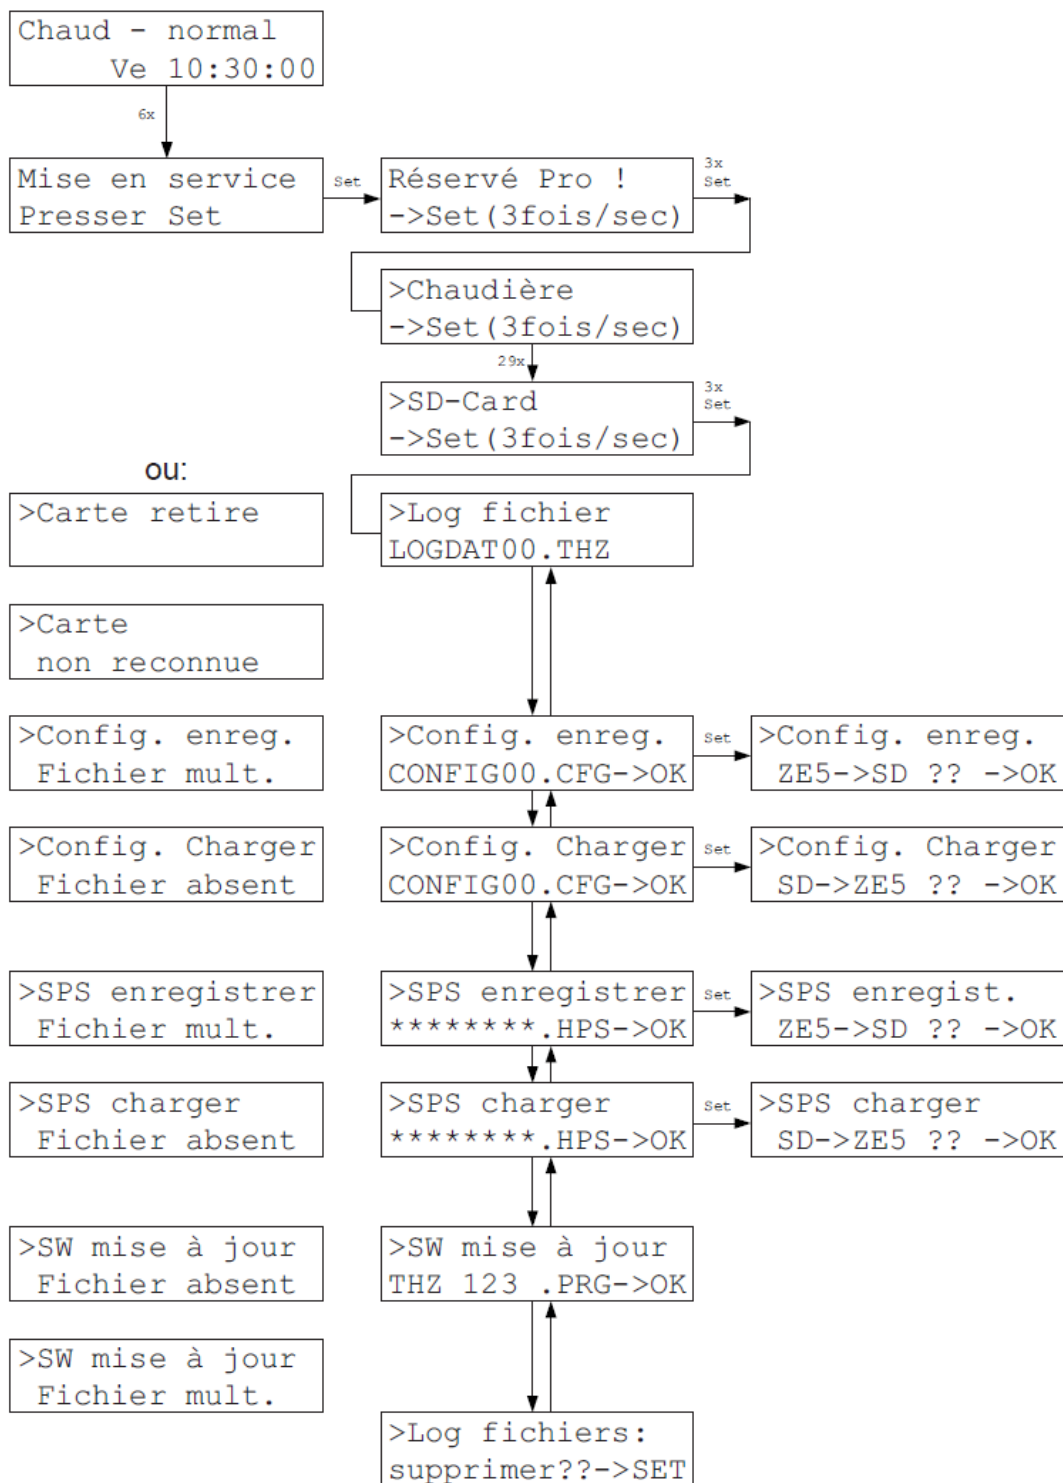 Chaud - normal
Ve 10:30:00
6x
Mise en service
Presser Set
Set
Réservé Pro !
->Set(3fois/sec)
3x
Set
>Chaudière
->Set(3fois/sec)
29x
>SD-Card
->Set(3fois/sec)
3x
Set
ou:
>Carte retire
>Log fichier
LOGDAT00.THZ
>Carte
non reconnue
>Config. enreg.
Fichier mult.
>Config. enreg.
CONFIG00.CFG->OK
Set
>Config. enreg.
ZE5->SD ?? ->OK
>Config. Charger
Fichier absent
>Config. Charger
CONFIG00.CFG->OK
Set
>Config. Charger
SD->ZE5 ?? ->OK
>SPS enregistrer
Fichier mult.
>SPS enregistrer
********.HPS->OK
Set
>SPS enregist.
ZE5->SD ?? ->OK
>SPS charger
Fichier absent
>SPS charger
********.HPS->OK
Set
>SPS charger
SD->ZE5 ?? ->OK
>SW mise à jour
Fichier absent
>SW mise à jour
THZ 123 .PRG->OK
>SW mise à jour
Fichier mult.
>Log fichiers:
supprimer??->SET